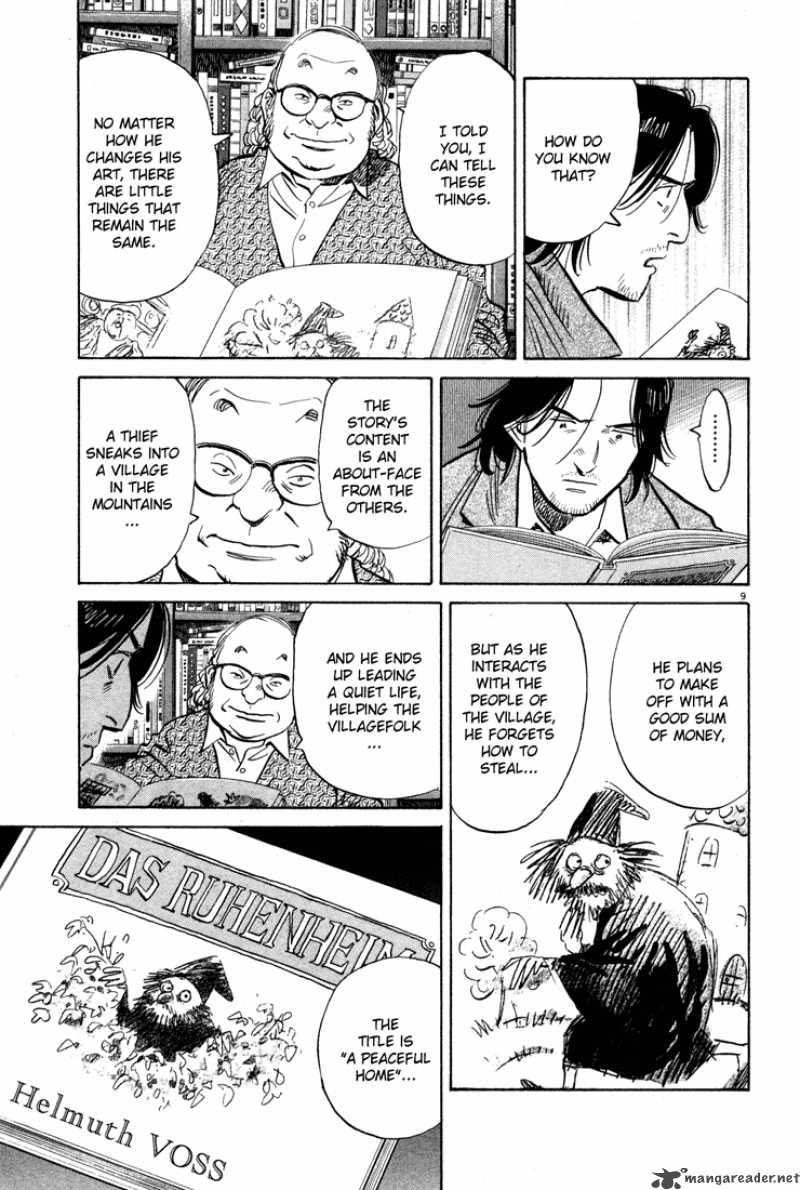 HOW DO
YOU KNOW
THAT?
I TOLD
YOU, I
CAN TELL
THESE
THINGS.
NO MATTER
HOW HE
CHANGES HIS
ART, THERE
ARE LITTLE
THINGS THAT
REMAIN THE
SAME.
........
THE
STORY'S
CONTENT
IS AN
ABOUT-FACE
FROM THE
OTHERS.
A THIEF
SNEAKS INTO
A VILLAGE
IN THE
MOUNTAINS
...
9
HE PLANS
TO MAKE
OFF WITH A
GOOD SUM
OF MONEY,
BUT AS HE
INTERACTS
WITH THE
PEOPLE OF
THE VILLAGE,
HE FORGETS
HOW TO
STEAL...
AND HE ENDS
UP LEADING
A QUIET LIFE,
HELPING THE
VILLAGEFOLK
...
DAS RUHENHEIM
THE
TITLE IS
"A PEACEFUL
HOME"...
Helmuth VOSS
mangareader.net